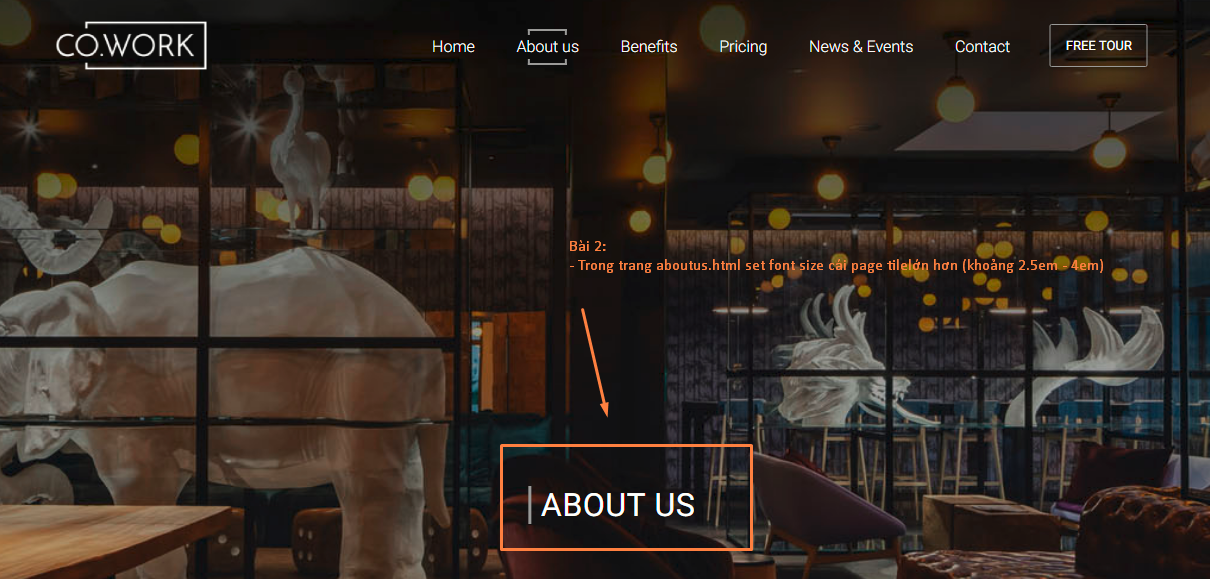 CO.WORK
Home About us Benefits Pricing News & Events Contact FREE TOUR
Bài 2:
- Trong trang aboutus.html set font size cái page tilelớn hơn (khoảng 2.5em - 4em)
ABOUT US